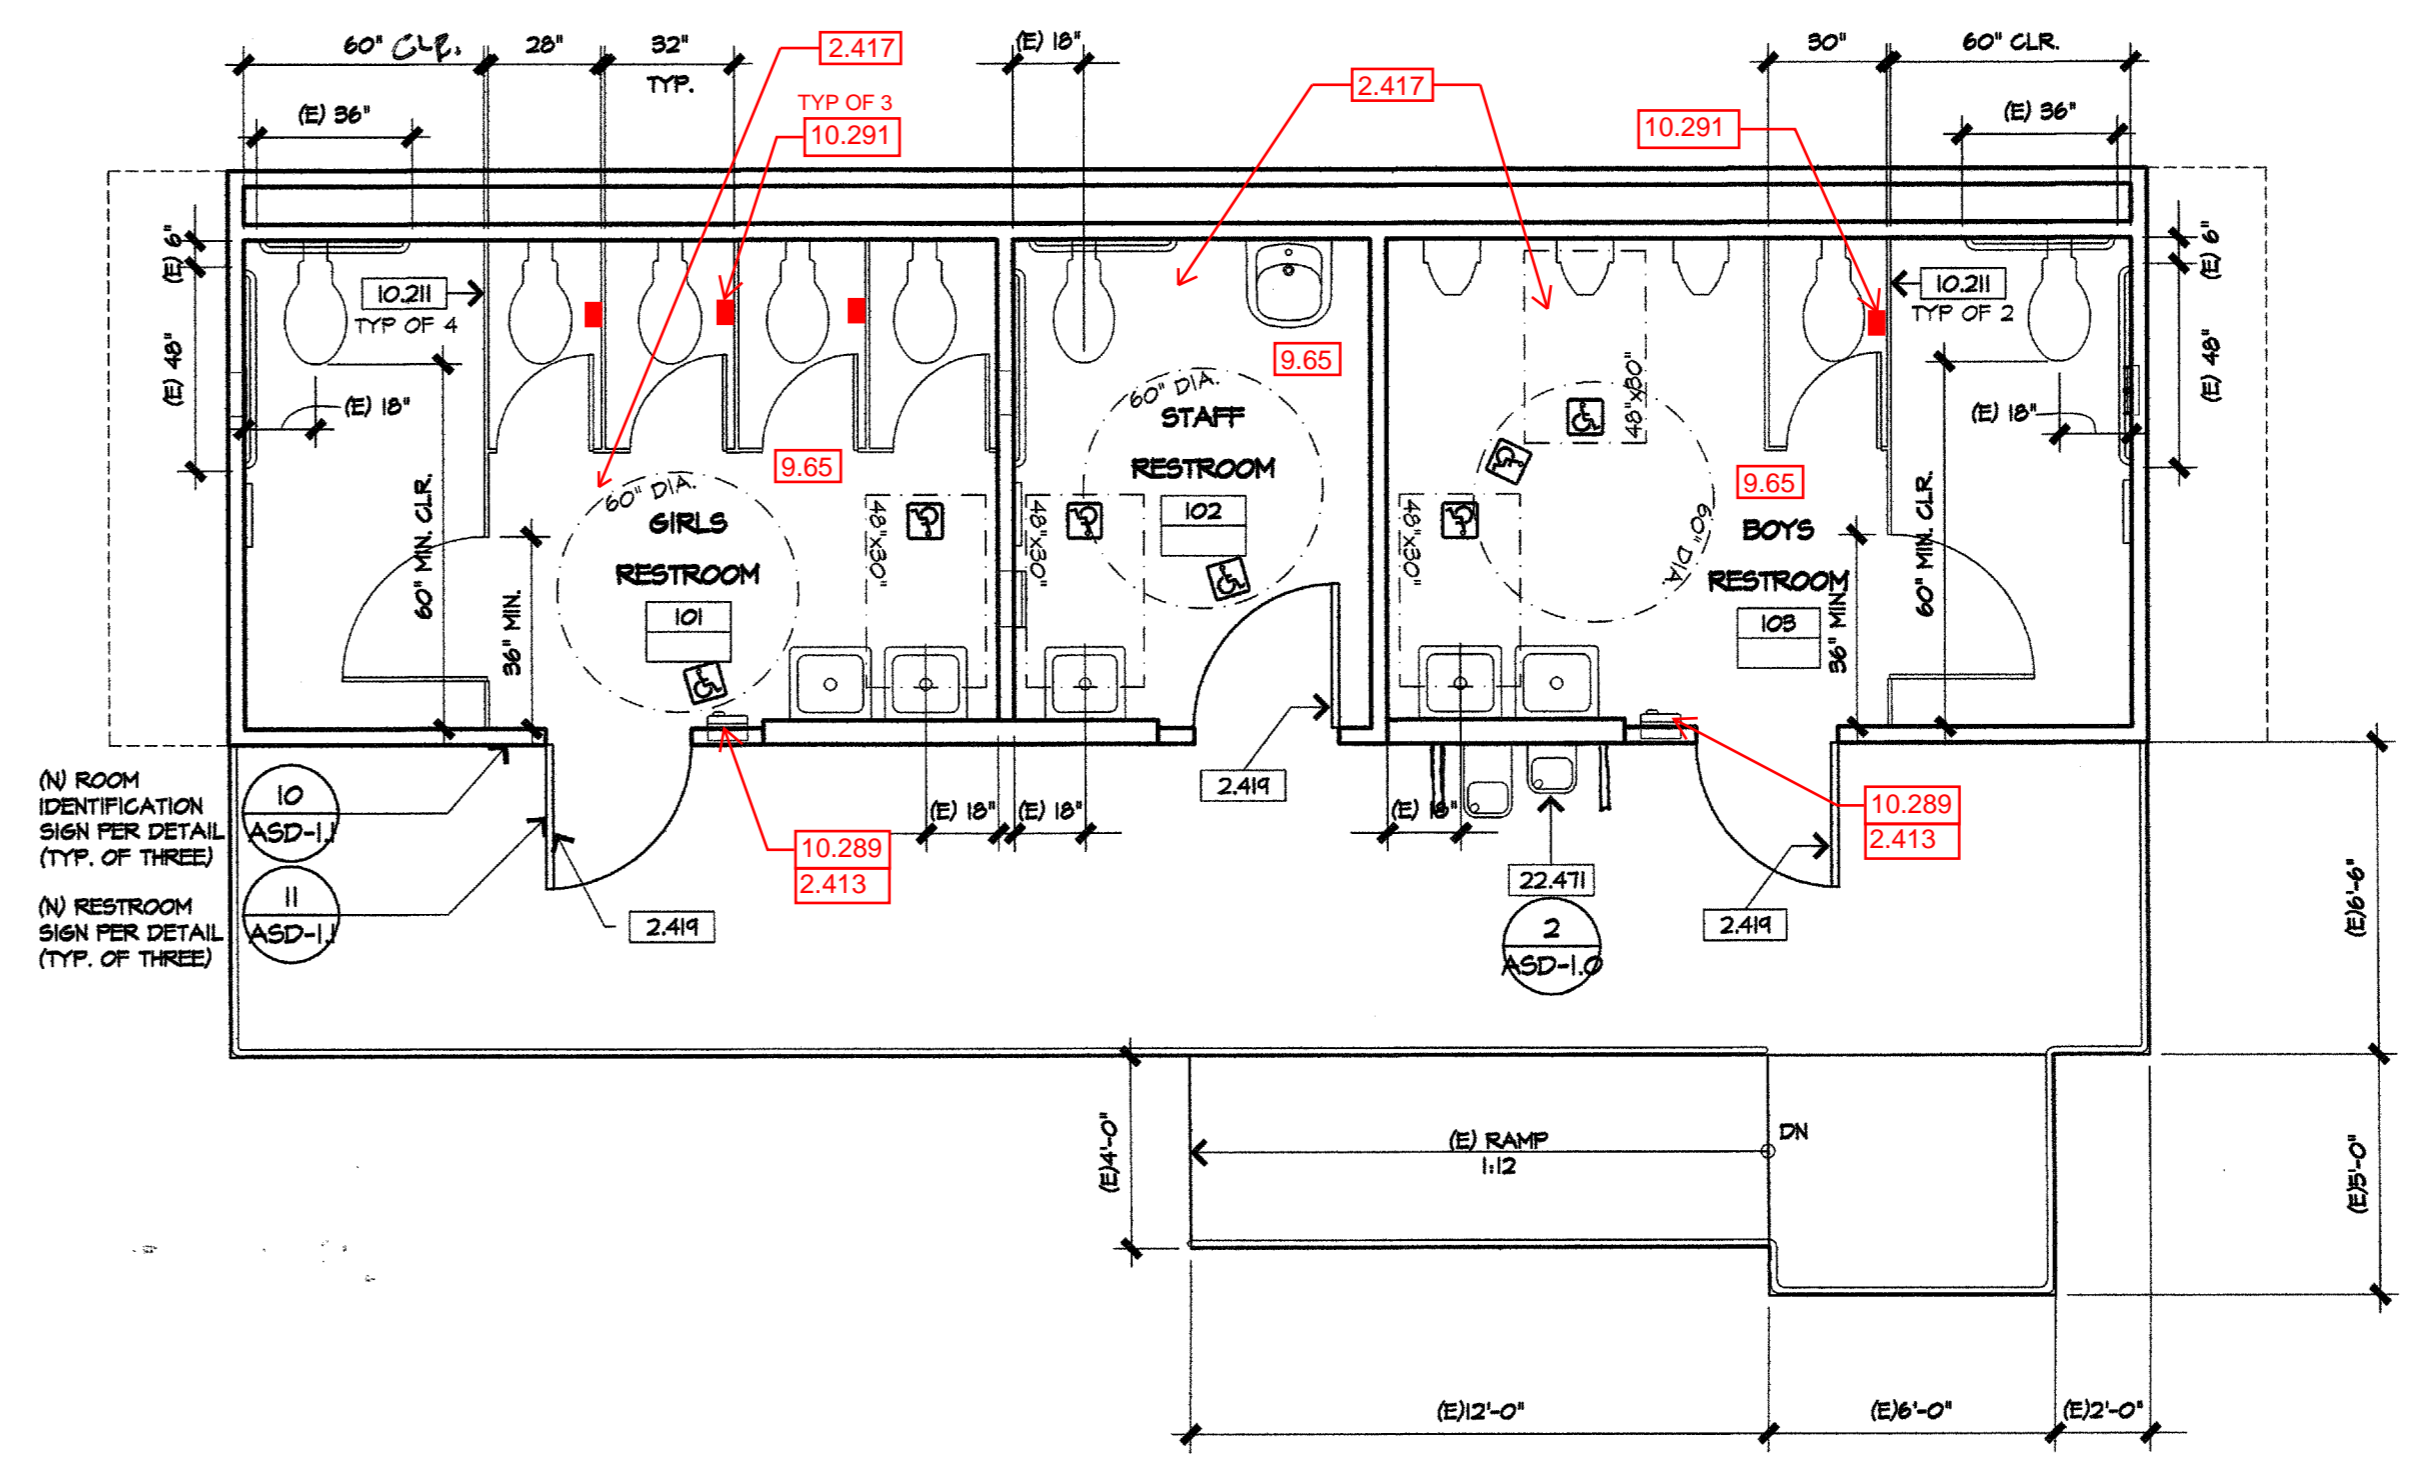 60" CLR.
28"
32"
TYP.
2.417
(E) 18"
2.417
30"
60" CLR.
(E) 36"
TYP OF 3
10.291
10.291
(E) 36"
(E) 6"
(E) 48"
10.211
TYP OF 4
(E) 18"
60" MIN. CLR.
36" MIN.
9.65
60" DIA.
GIRLS
RESTROOM
101
48"x30"
9.65
60" DIA.
STAFF
RESTROOM
102
48"x30"
48"x30"
48"x30"
60" DIA.
9.65
BOYS
RESTROOM
103
36" MIN.
10.211
TYP OF 2
(E) 18"
60" MIN. CLR.
(E) 6"
(E) 48"
(N) ROOM
IDENTIFICATION
SIGN PER DETAIL
(TYP. OF THREE)
10
ASD-1.1
(N) RESTROOM
SIGN PER DETAIL
(TYP. OF THREE)
11
ASD-1.1
2.419
10.289
2.413
(E) 18"
(E) 18"
2.419
(E) 18"
22.471
2
ASD-1.0
2.419
10.289
2.413
(E)6'-6"
(E)4'-0"
(E) RAMP
1:12
DN
(E)5'-0"
(E)12'-0"
(E)6'-0"
(E)2'-0"